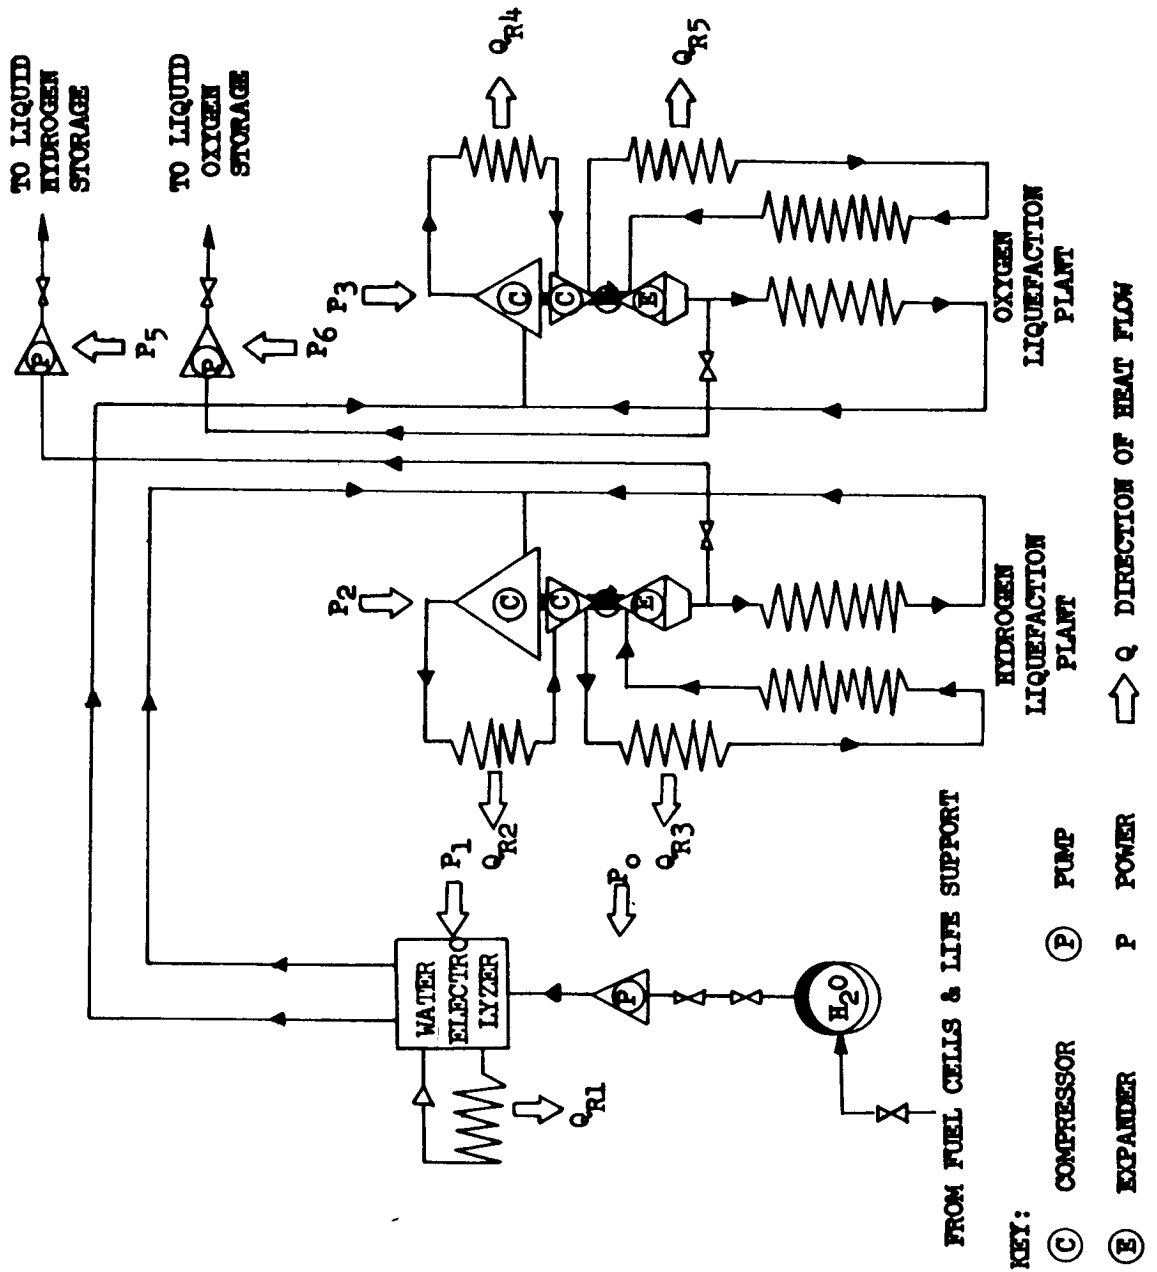 TO LIQUID
HYDROGEN
STORAGE
TO LIQUID
OXYGEN
STORAGE
P
P5
P
P6
P3
QR4
QR5
C
C
E
OXYGEN
LIQUEFACTION
PLANT
P2
C
C
E
HYDROGEN
LIQUEFACTION
PLANT
QR2
QR3
P1
PO
WATER
ELECTRO
LYZER
QR1
P
H2O
FROM FUEL CELLS & LIFE SUPPORT
KEY:
C COMPRESSOR
P PUMP
E EXPANDER
P POWER
Q DIRECTION OF HEAT FLOW